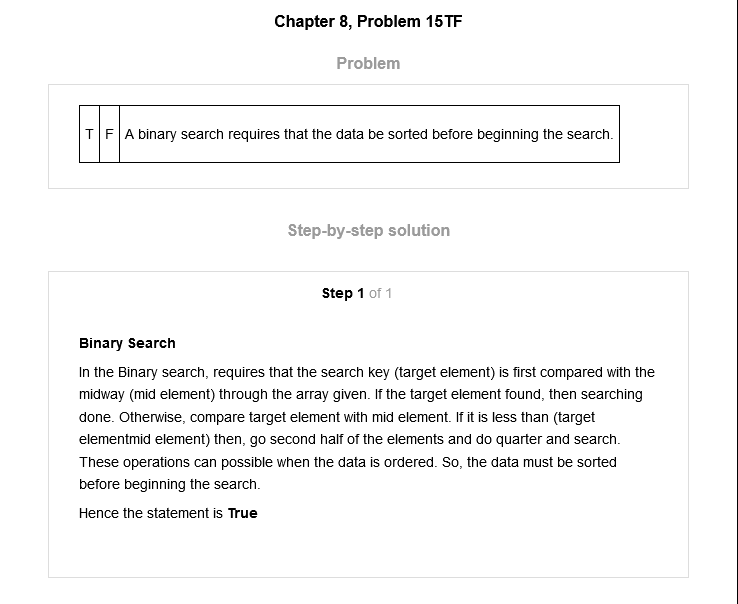 Chapter 8, Problem 15TF
Problem
T F A binary search requires that the data be sorted before beginning the search.
Step-by-step solution
Step 1 of 1
Binary Search
In the Binary search, requires that the search key (target element) is first compared with the
midway (mid element) through the array given. If the target element found, then searching
done. Otherwise, compare target element with mid element. If it is less than (target
elementmid element) then, go second half of the elements and do quarter and search.
These operations can possible when the data is ordered. So, the data must be sorted
before beginning the search.
Hence the statement is True